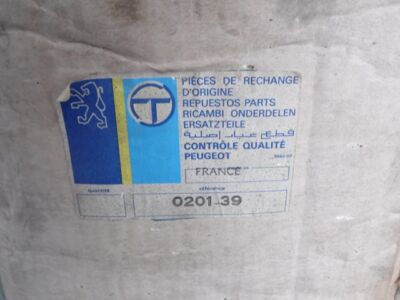 PIÈCES DE RECHANGE
D'ORIGINE
REPUESTOS PARTS
RICAMBI ONDERDELEN
ERSATZTEILE
قطع غيار أصلية
CONTRÔLE QUALITÉ
PEUGEOT
FRANCE
QUANTITÉ
référence
0201-39